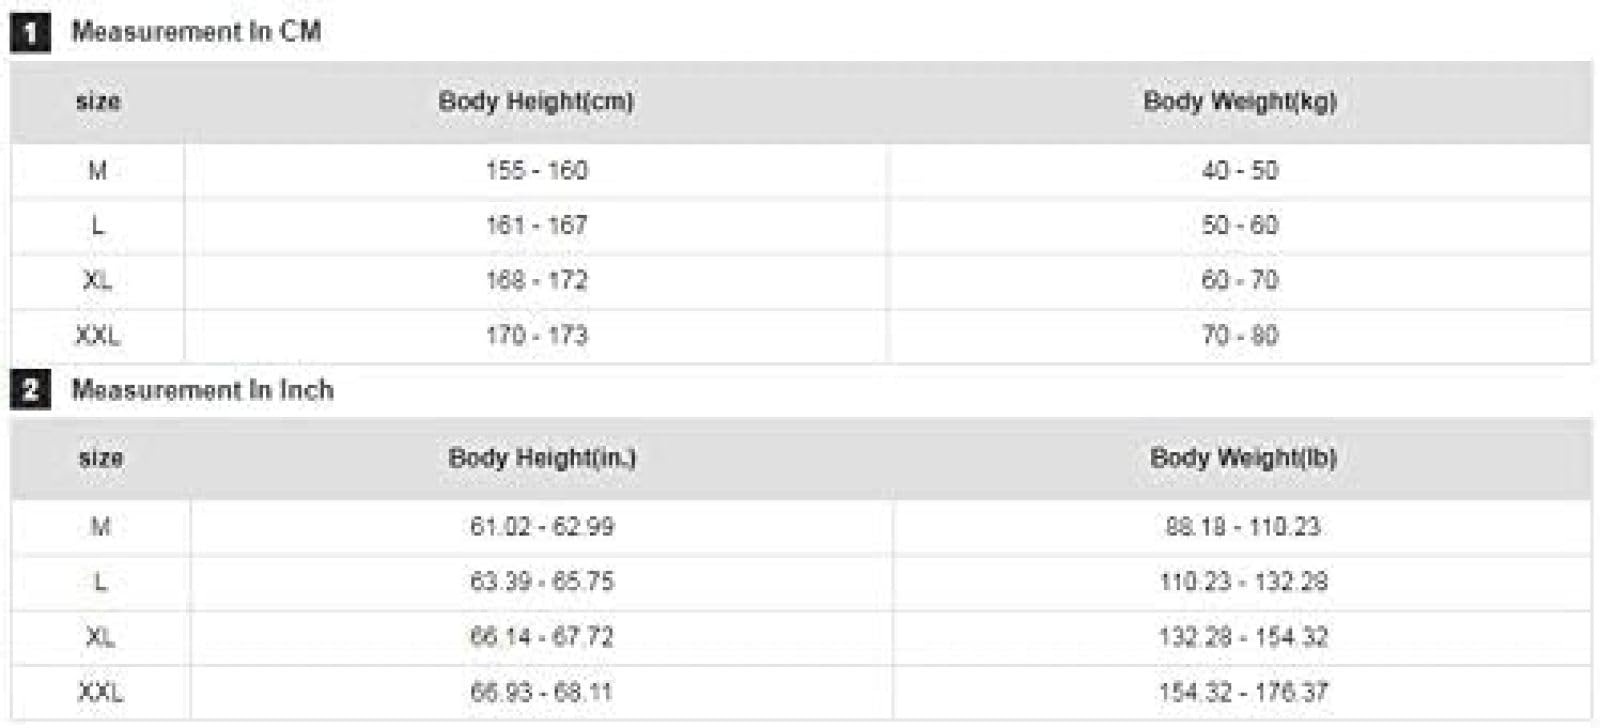 1 Measurement In CM
size Body Height(cm) Body Weight(kg)
M 155 - 160 40 - 50
L 161 - 167 50 - 60
XL 168 - 172 60 - 70
XXL 170 - 173 70 - 80
2 Measurement In Inch
size Body Height(in.) Body Weight(lb)
M 61.02 - 62.99 88.18 - 110.23
L 63.39 - 65.75 110.23 - 132.28
XL 66.14 - 67.72 132.28 - 154.32
XXL 66.93 - 68.11 154.32 - 176.37